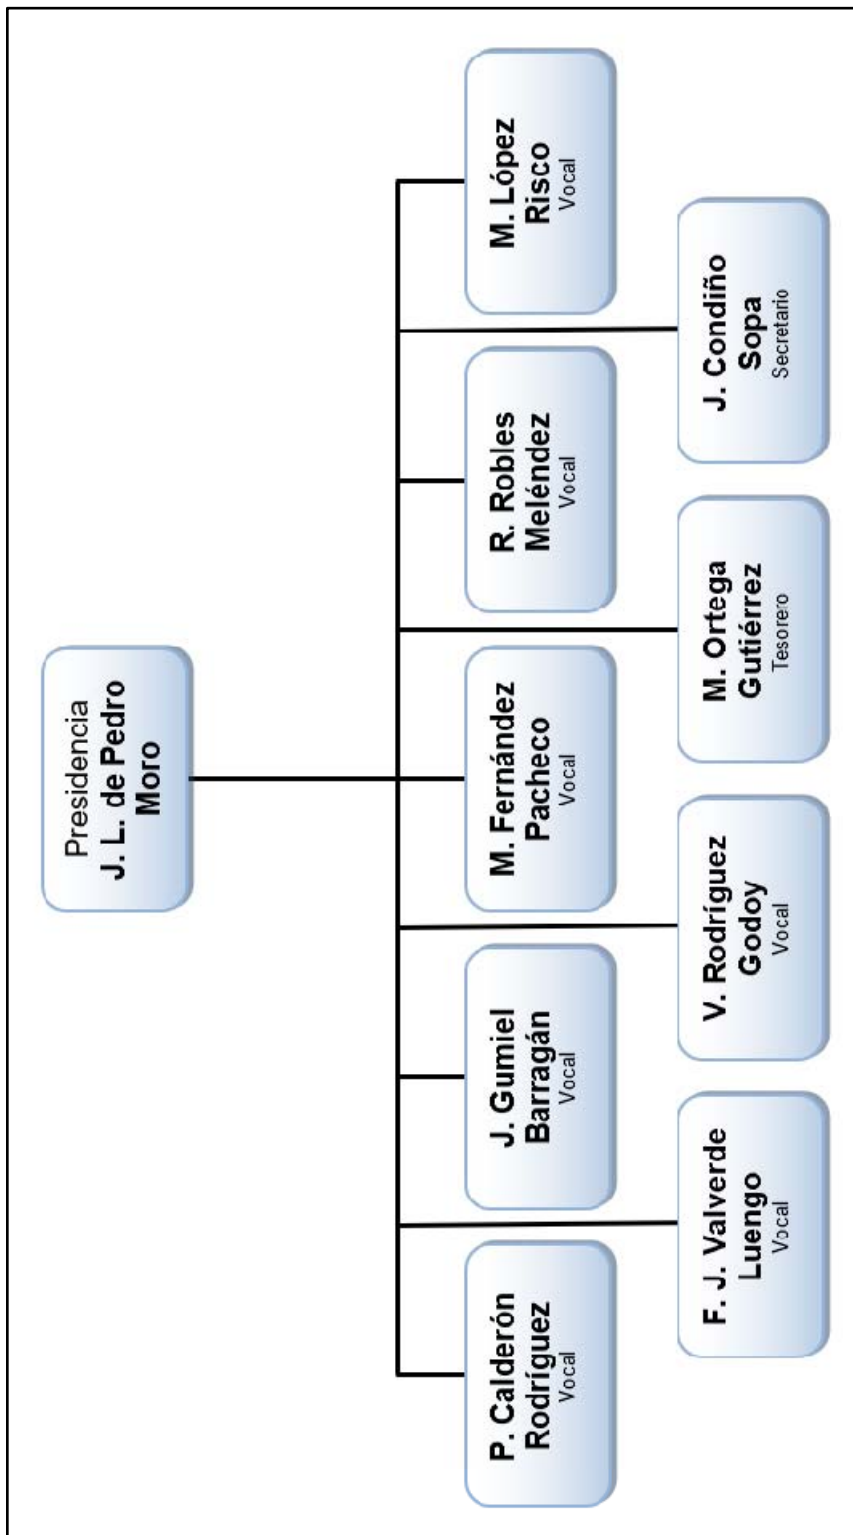 Presidencia
J. L. de Pedro
Moro
P. Calderón
Rodríguez
Vocal
J. Gumiel
Barragán
Vocal
M. Fernández
Pacheco
Vocal
R. Robles
Meléndez
Vocal
M. López
Risco
Vocal
F. J. Valverde
Luengo
Vocal
V. Rodríguez
Godoy
Vocal
M. Ortega
Gutiérrez
Tesorero
J. Condiño
Sopa
Secretario